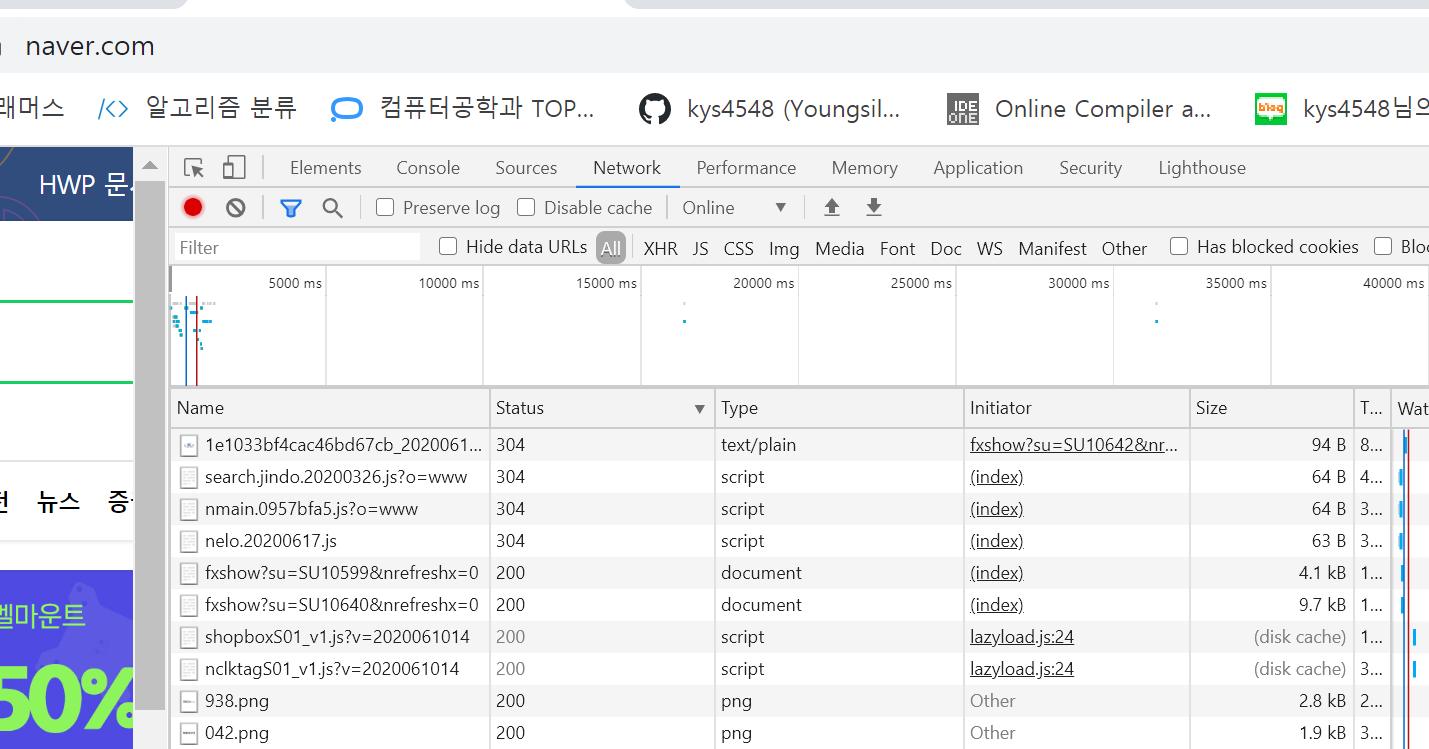 naver.com
래머스 알고리즘 분류 컴퓨터공학과 TOP... kys4548 (Youngsil... Online Compiler a... kys4548님의
HWP 문서
Elements Console Sources Network Performance Memory Application Security Lighthouse
Preserve log Disable cache Online
Filter Hide data URLs All XHR JS CSS Img Media Font Doc WS Manifest Other Has blocked cookies Bloc
5000 ms 10000 ms 15000 ms 20000 ms 25000 ms 30000 ms 35000 ms 40000 ms
Name Status Type Initiator Size T... Wat
1e1033bf4cac46bd67cb_2020061... 304 text/plain fxshow?su=SU10642&nr... 94 B 8...
search.jindo.20200326.js?o=www 304 script (index) 64 B 4...
nmain.0957bfa5.js?o=www 304 script (index) 64 B 3...
nelo.20200617.js 304 script (index) 63 B 3...
fxshow?su=SU10599&nrefreshx=0 200 document (index) 4.1 kB 1...
fxshow?su=SU10640&nrefreshx=0 200 document (index) 9.7 kB 1...
shopboxS01_v1.js?v=2020061014 200 script lazyload.js:24 (disk cache) 1...
nclktagS01_v1.js?v=2020061014 200 script lazyload.js:24 (disk cache) 3...
938.png 200 png Other 2.8 kB 2...
042.png 200 png Other 1.9 kB 3...
뉴스
벨마운트
50%